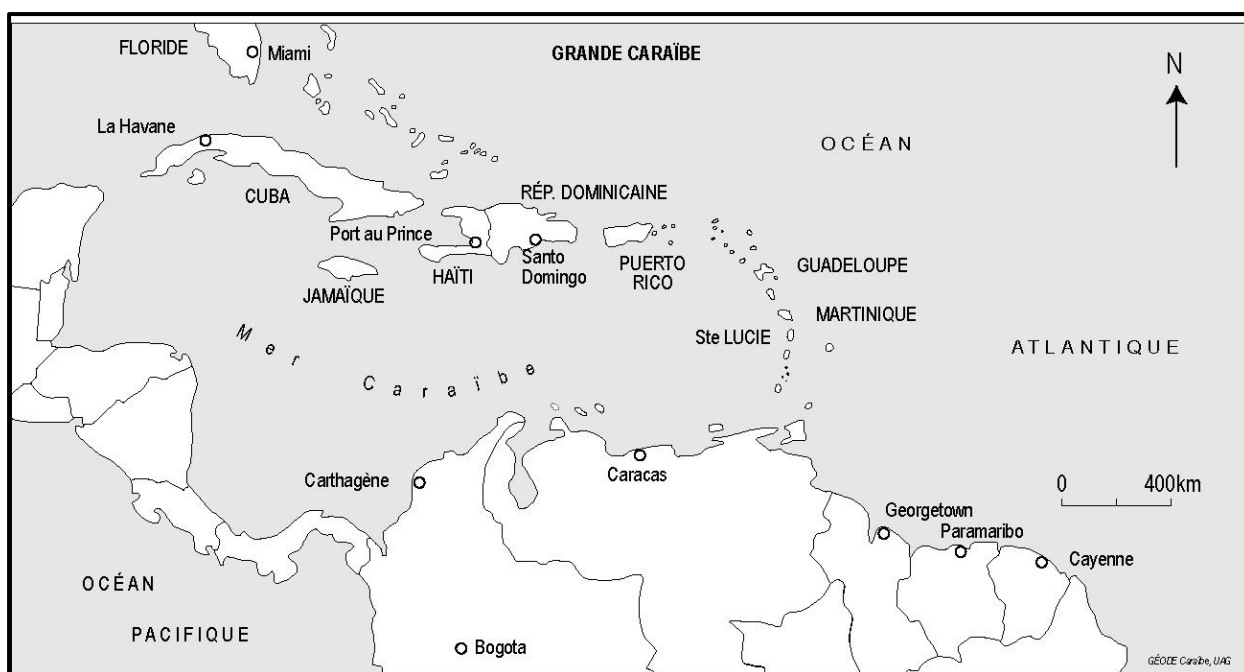 GRANDE CARAÏBE
FLORIDE
Miami
N
La Havane
OCÉAN
CUBA
RÉP. DOMINICAINE
Port au Prince
HAÏTI
Santo
Domingo
PUERTO
RICO
GUADELOUPE
JAMAÏQUE
MARTINIQUE
Ste LUCIE
ATLANTIQUE
Mer Caraïbe
Carthagène
Caracas
0 400km
Georgetown
Paramaribo
Cayenne
OCÉAN
PACIFIQUE
Bogota
GÉODE Caraïbe, UAG